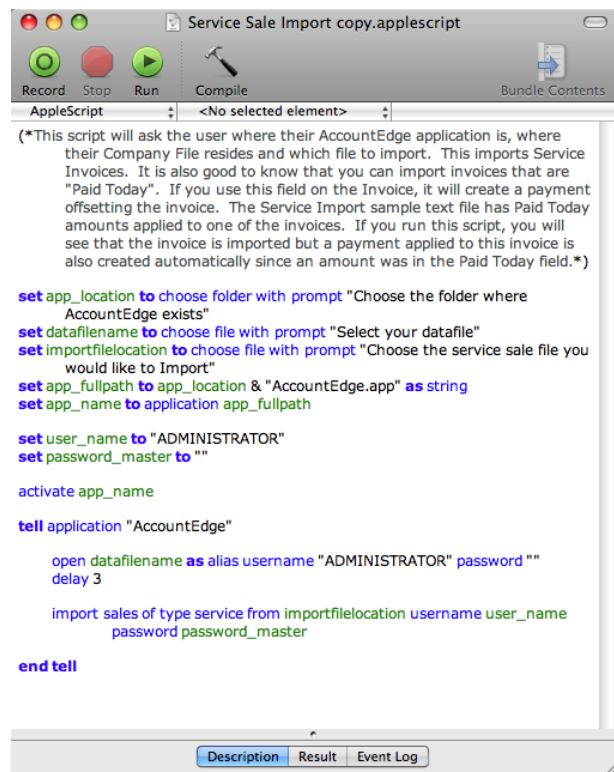 Service Sale Import copy.applescript
Record Stop Run Compile Bundle Contents
AppleScript <No selected element>
(*This script will ask the user where their AccountEdge application is, where
their Company File resides and which file to import.  This imports Service
Invoices.  It is also good to know that you can import invoices that are
"Paid Today".  If you use this field on the Invoice, it will create a payment
offsetting the invoice.  The Service Import sample text file has Paid Today
amounts applied to one of the invoices.  If you run this script, you will
see that the invoice is imported but a payment applied to this invoice is
also created automatically since an amount was in the Paid Today field.*)
set app_location to choose folder with prompt "Choose the folder where
AccountEdge exists"
set datafilename to choose file with prompt "Select your datafile"
set importfilelocation to choose file with prompt "Choose the service sale file you
would like to Import"
set app_fullpath to app_location & "AccountEdge.app" as string
set app_name to application app_fullpath
set user_name to "ADMINISTRATOR"
set password_master to ""
activate app_name
tell application "AccountEdge"
open datafilename as alias username "ADMINISTRATOR" password ""
delay 3
import sales of type service from importfilelocation username user_name
password password_master
end tell
Description Result Event Log